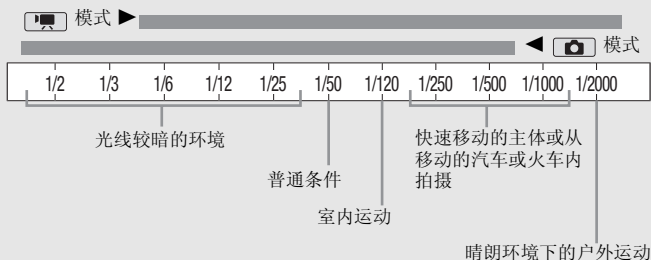 模式
模式
1/2 1/3 1/6 1/12 1/25 1/50 1/120 1/250 1/500 1/1000 1/2000
光线较暗的环境
快速移动的主体或从
移动的汽车或火车内
拍摄
普通条件
室内运动
晴朗环境下的户外运动